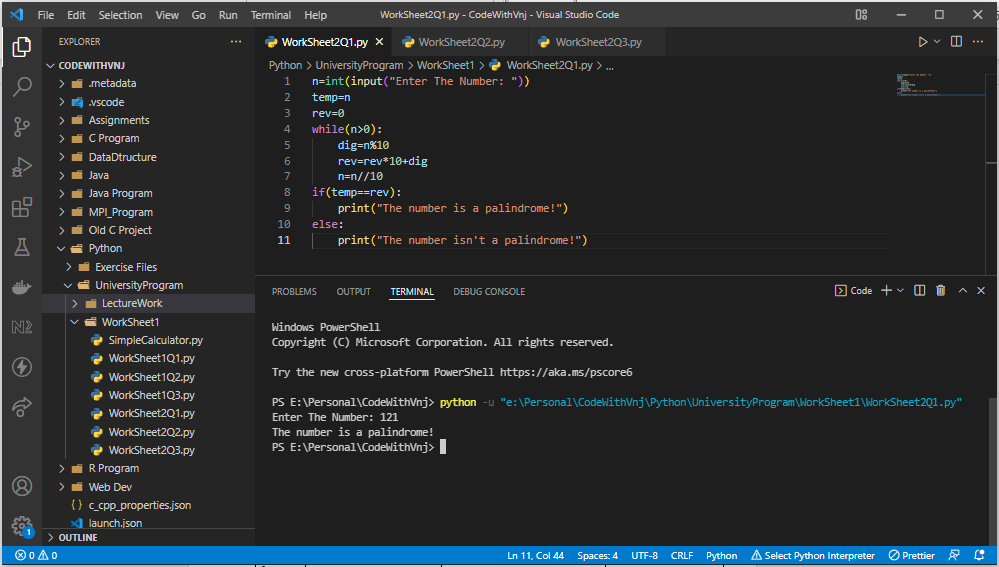 File Edit Selection View Go Run Terminal Help WorkSheet2Q1.py - CodeWithVnj - Visual Studio Code
EXPLORER
CODEWITHVNJ
.metadata
.vscode
Assignments
C Program
DataDtructure
Java
Java Program
MPI_Program
Old C Project
Python
Exercise Files
UniversityProgram
LectureWork
WorkSheet1
SimpleCalculator.py
WorkSheet1Q1.py
WorkSheet1Q2.py
WorkSheet1Q3.py
WorkSheet2Q1.py
WorkSheet2Q2.py
WorkSheet2Q3.py
R Program
Web Dev
{} c_cpp_properties.json
launch.json
OUTLINE
N2
1
WorkSheet2Q1.py WorkSheet2Q2.py WorkSheet2Q3.py
Python > UniversityProgram > WorkSheet1 > WorkSheet2Q1.py > ...
1 n=int(input("Enter The Number: "))
2 temp=n
3 rev=0
4 while(n>0):
5 dig=n%10
6 rev=rev*10+dig
7 n=n//10
8 if(temp==rev):
9 print("The number is a palindrome!")
10 else:
11 print("The number isn't a palindrome!")
PROBLEMS OUTPUT TERMINAL DEBUG CONSOLE Code
Windows PowerShell
Copyright (C) Microsoft Corporation. All rights reserved.
Try the new cross-platform PowerShell https://aka.ms/pscore6
PS E:\Personal\CodeWithVnj> python -u "e:\Personal\CodeWithVnj\Python\UniversityProgram\WorkSheet1\WorkSheet2Q1.py"
Enter The Number: 121
The number is a palindrome!
PS E:\Personal\CodeWithVnj>
0 0 Ln 11, Col 44 Spaces: 4 UTF-8 CRLF Python Select Python Interpreter Prettier